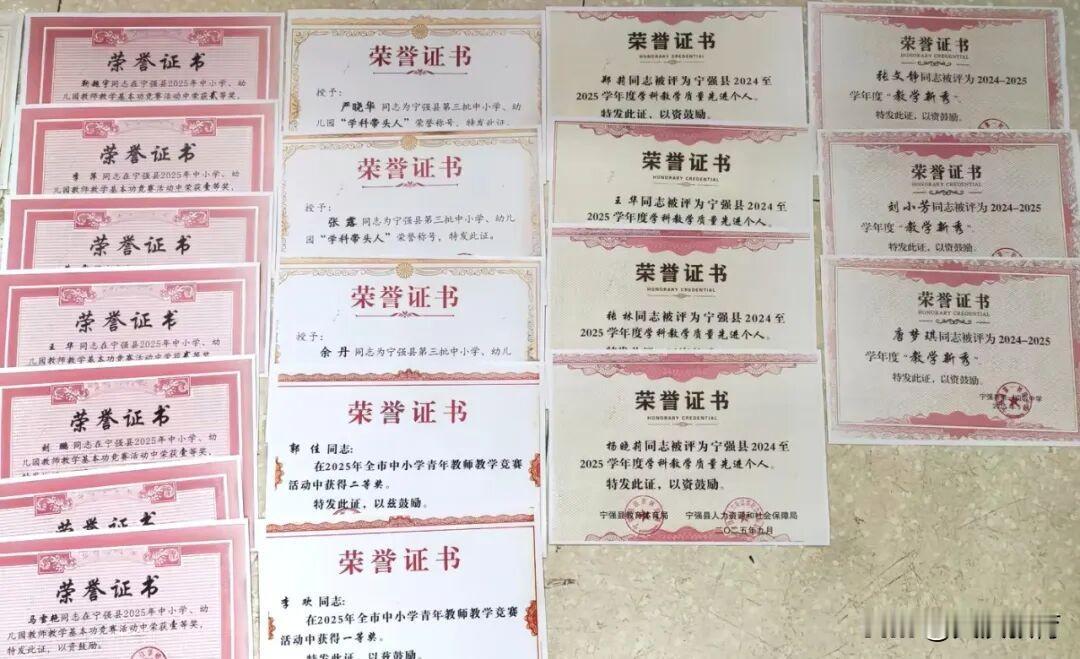 荣誉证书
靳超宇同志在宁强县2025年中小学、幼
儿园教师教学基本功竞赛活动中荣获贰等奖,
荣誉证书
李萍同志在宁强县2025年中小学、幼
儿园教师教学基本功竞赛活动中荣获壹等奖,
荣誉证书
荣誉证书
王华同志在宁强县2025年中小学、幼
儿园教师教学基本功竞赛活动中荣获贰等奖
荣誉证书
刘鹏同志在宁强县2025年中小学、幼
儿园教师教学基本功竞赛活动中荣获壹等奖,
荣誉证书
荣誉证书
马雪艳同志在宁强县2025年中小学、幼
儿园教师教学基本功竞赛活动中荣获壹等奖,
特发此证,以资鼓励。
荣誉证书
授予:
严晓华 同志为宁强县第三批中小学、幼
儿园“学科带头人”荣誉称号,特发此证。
荣誉证书
授予:
张露 同志为宁强县第三批中小学、幼
儿园“学科带头人”荣誉称号,特发此证。
荣誉证书
授予:
余丹 同志为宁强县第三批中小学、幼儿
荣誉证书
郭佳同志:
在2025年全市中小学青年教师教学竞赛
活动中获得二等奖。
特发此证,以兹鼓励。
荣誉证书
李欢同志:
在2025年全市中小学青年教师教学竞赛
活动中获得一等奖。
特发此证,以兹鼓励。
荣誉证书
HONORARY CREDENTIAL
郑莉同志被评为宁强县2024至
2025学年度学科教学质量先进个人。
特发此证,以资鼓励。
荣誉证书
HONORARY CREDENTIAL
王华同志被评为宁强县2024至
2025学年度学科教学质量先进个人。
荣誉证书
HONORARY CREDENTIAL
张林同志被评为宁强县2024至
2025学年度学科教学质量先进个人。
荣誉证书
HONORARY CREDENTIAL
杨晓莉同志被评为宁强县2024至
2025学年度学科教学质量先进个人。
特发此证,以资鼓励。
宁强县教育体育局 宁强县人力资源和社会保障局
二〇二五年九月
荣誉证书
HONORARY CREDENTIAL
张文静同志被评为2024-2025
学年度“教学新秀”.
特发此证,以资鼓励。
荣誉证书
HONORARY CREDENTIAL
刘小芳同志被评为2024-2025
学年度“教学新秀”.
特发此证,以资鼓励。
荣誉证书
HONORARY CREDENTIAL
唐梦琪同志被评为2024-2025
学年度“教学新秀”.
特发此证,以资鼓励。